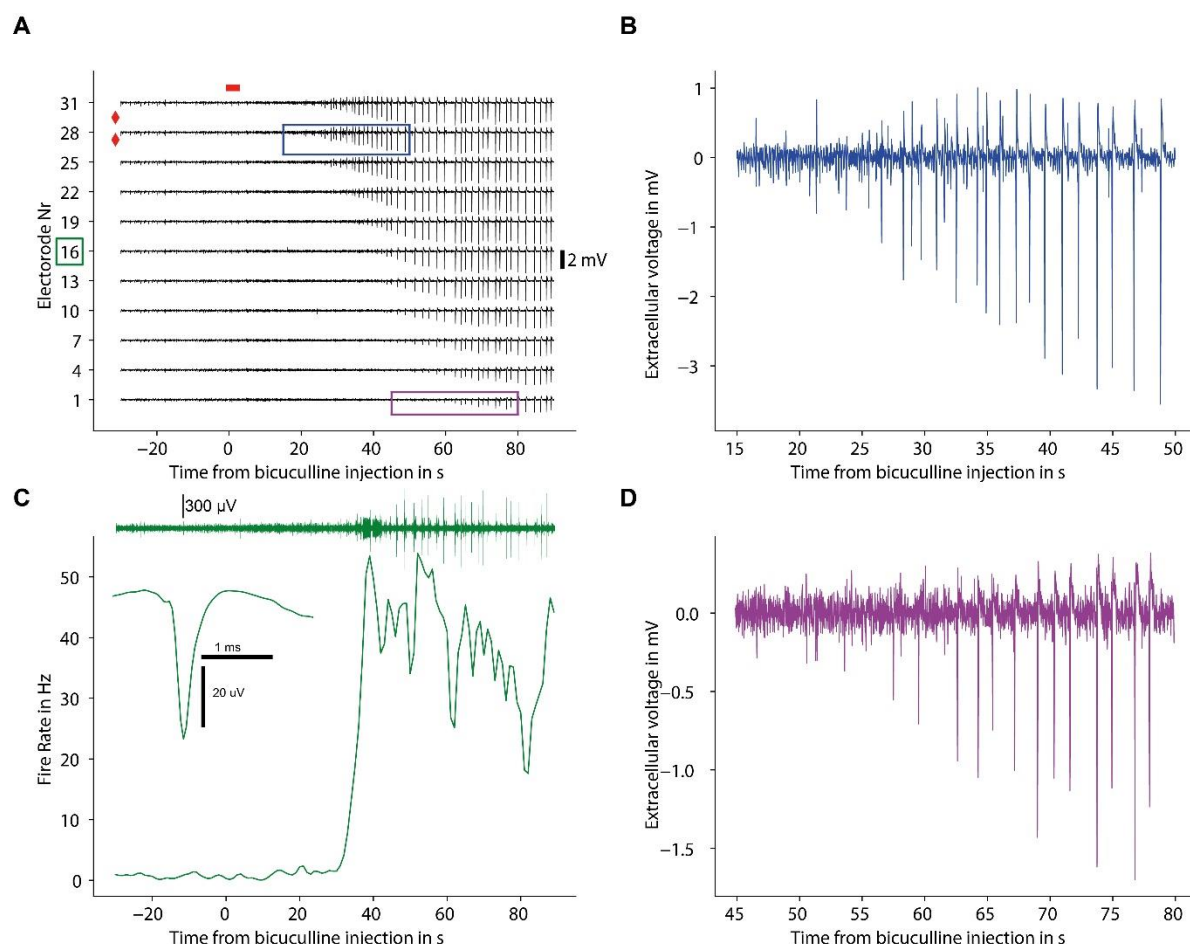 A
Electorode Nr
31
28
25
22
19
16
13
10
7
4
1
2 mV
−20 0 20 40 60 80
Time from bicuculline injection in s
B
Extracellular voltage in mV
1
0
−1
−2
−3
15 20 25 30 35 40 45 50
Time from bicuculline injection in s
C
300 µV
Fire Rate in Hz
50
40
30
20
10
0
1 ms
20 uV
−20 0 20 40 60 80
Time from bicuculline injection in s
D
Extracellular voltage in mV
0.0
−0.5
−1.0
−1.5
45 50 55 60 65 70 75 80
Time from bicuculline injection in s